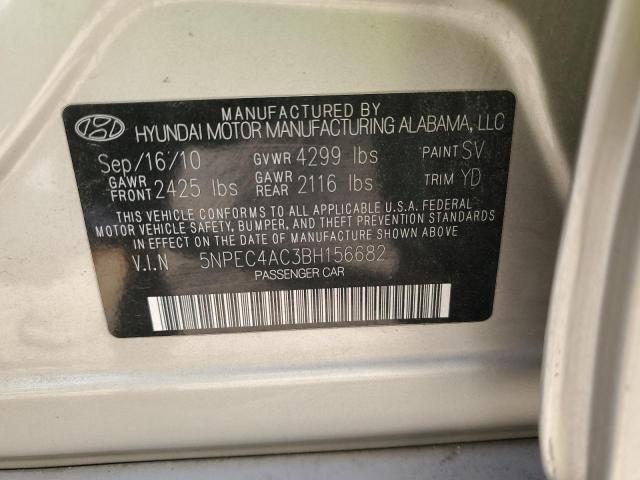 MANUFACTURED BY
HYUNDAI MOTOR MANUFACTURING ALABAMA, LLC
Sep/16/10 GVWR 4299 lbs PAINT SV
GAWR FRONT 2425 lbs GAWR REAR 2116 lbs TRIM YD
THIS VEHICLE CONFORMS TO ALL APPLICABLE U.S.A. FEDERAL
MOTOR VEHICLE SAFETY, BUMPER, AND THEFT PREVENTION STANDARDS
IN EFFECT ON THE DATE OF MANUFACTURE SHOWN ABOVE
V.I.N 5NPEC4AC3BH156682
PASSENGER CAR